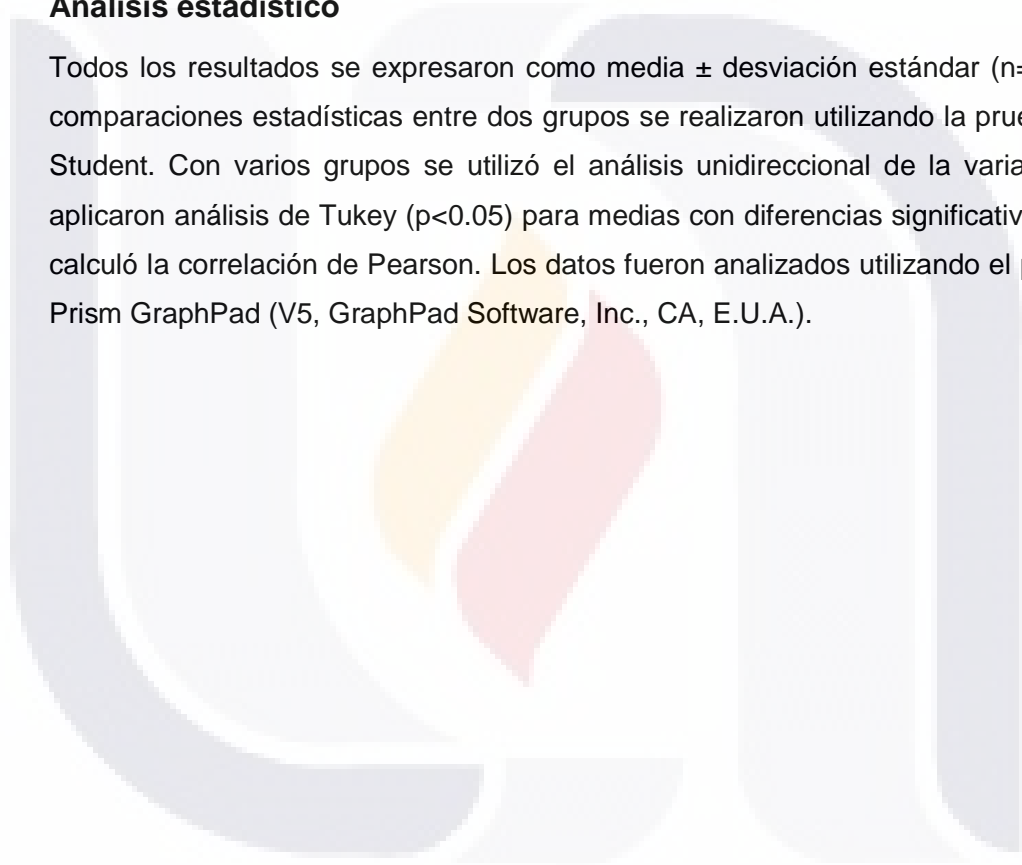 Análisis estadístico
Todos los resultados se expresaron como media ± desviación estándar (n=
comparaciones estadísticas entre dos grupos se realizaron utilizando la prue
Student. Con varios grupos se utilizó el análisis unidireccional de la varia
aplicaron análisis de Tukey (p<0.05) para medias con diferencias significativ
calculó la correlación de Pearson. Los datos fueron analizados utilizando el
Prism GraphPad (V5, GraphPad Software, Inc., CA, E.U.A.).